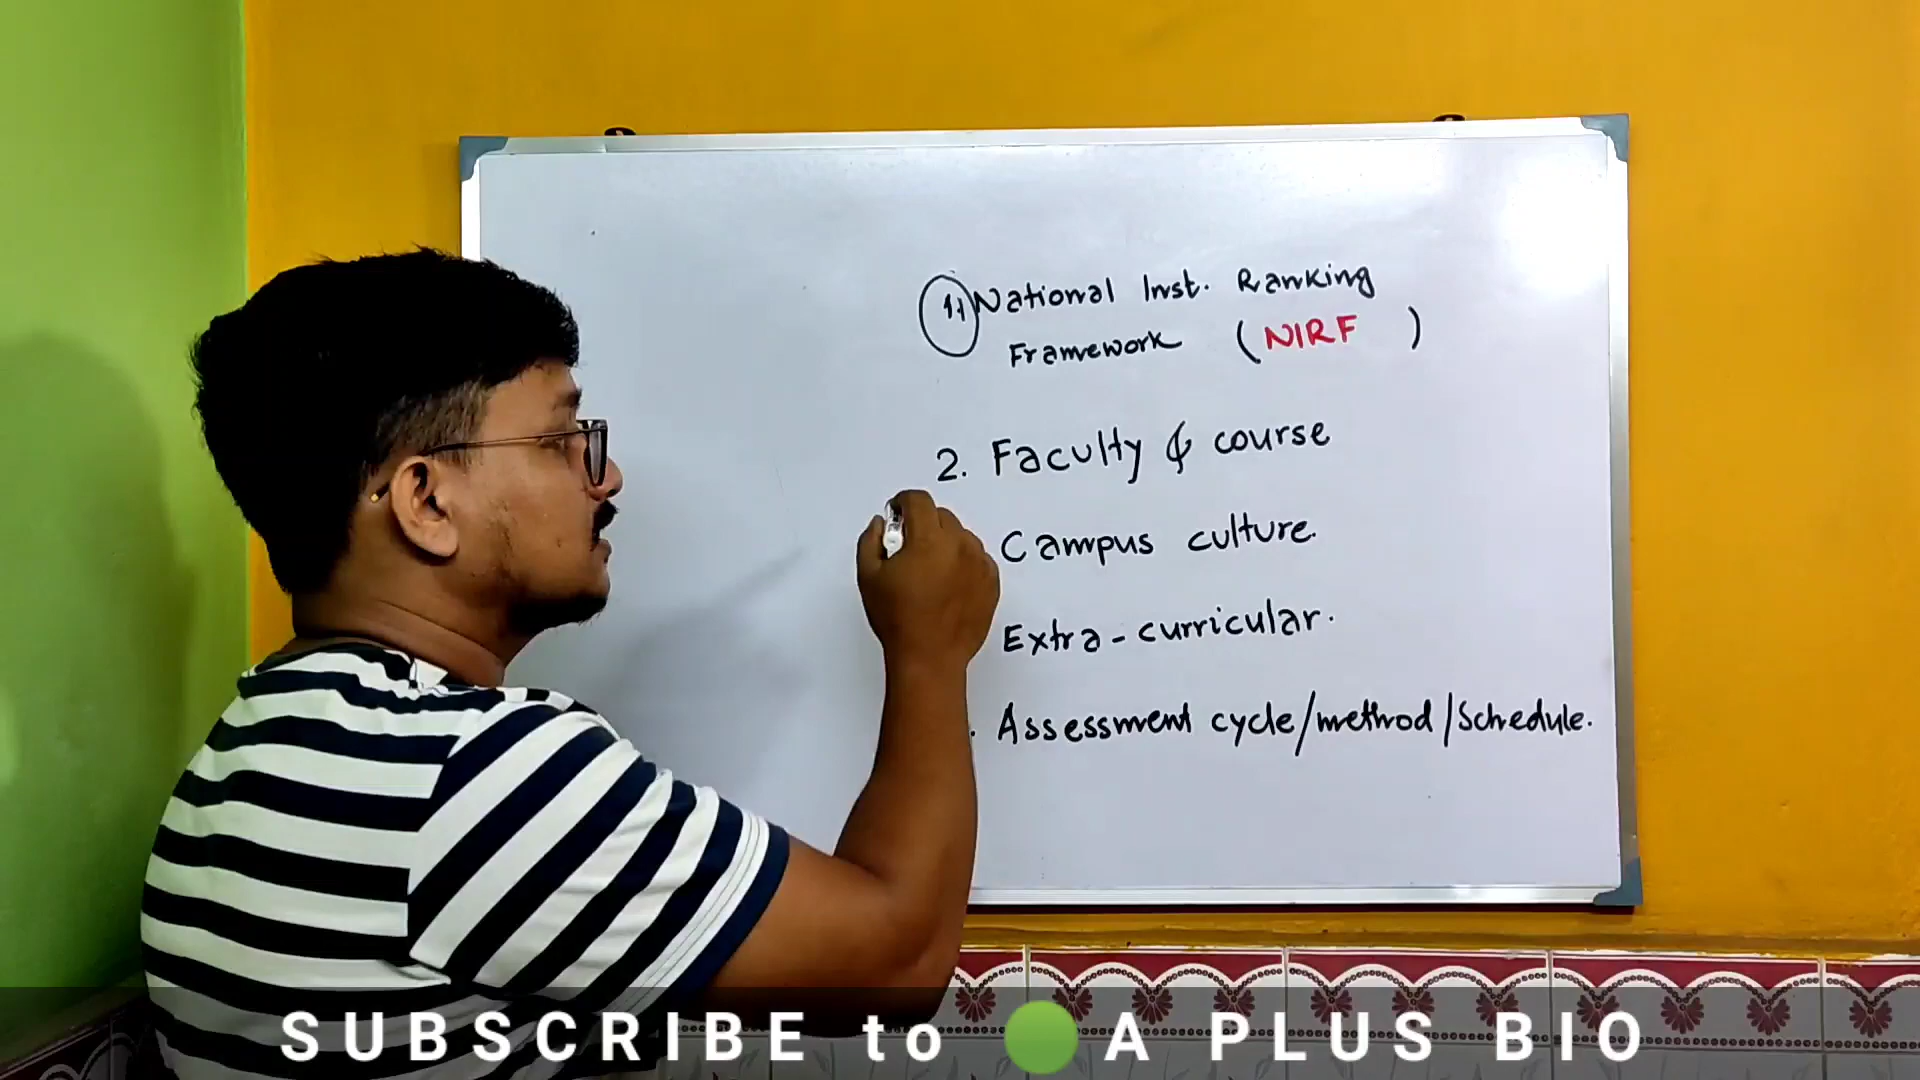 1) National Inst. Ranking
Framework (NIRF )
2. Faculty & course
Campus culture.
Extra-curricular.
. Assessment cycle/method/Schedule.
SUBSCRIBE to A PLUS BIO